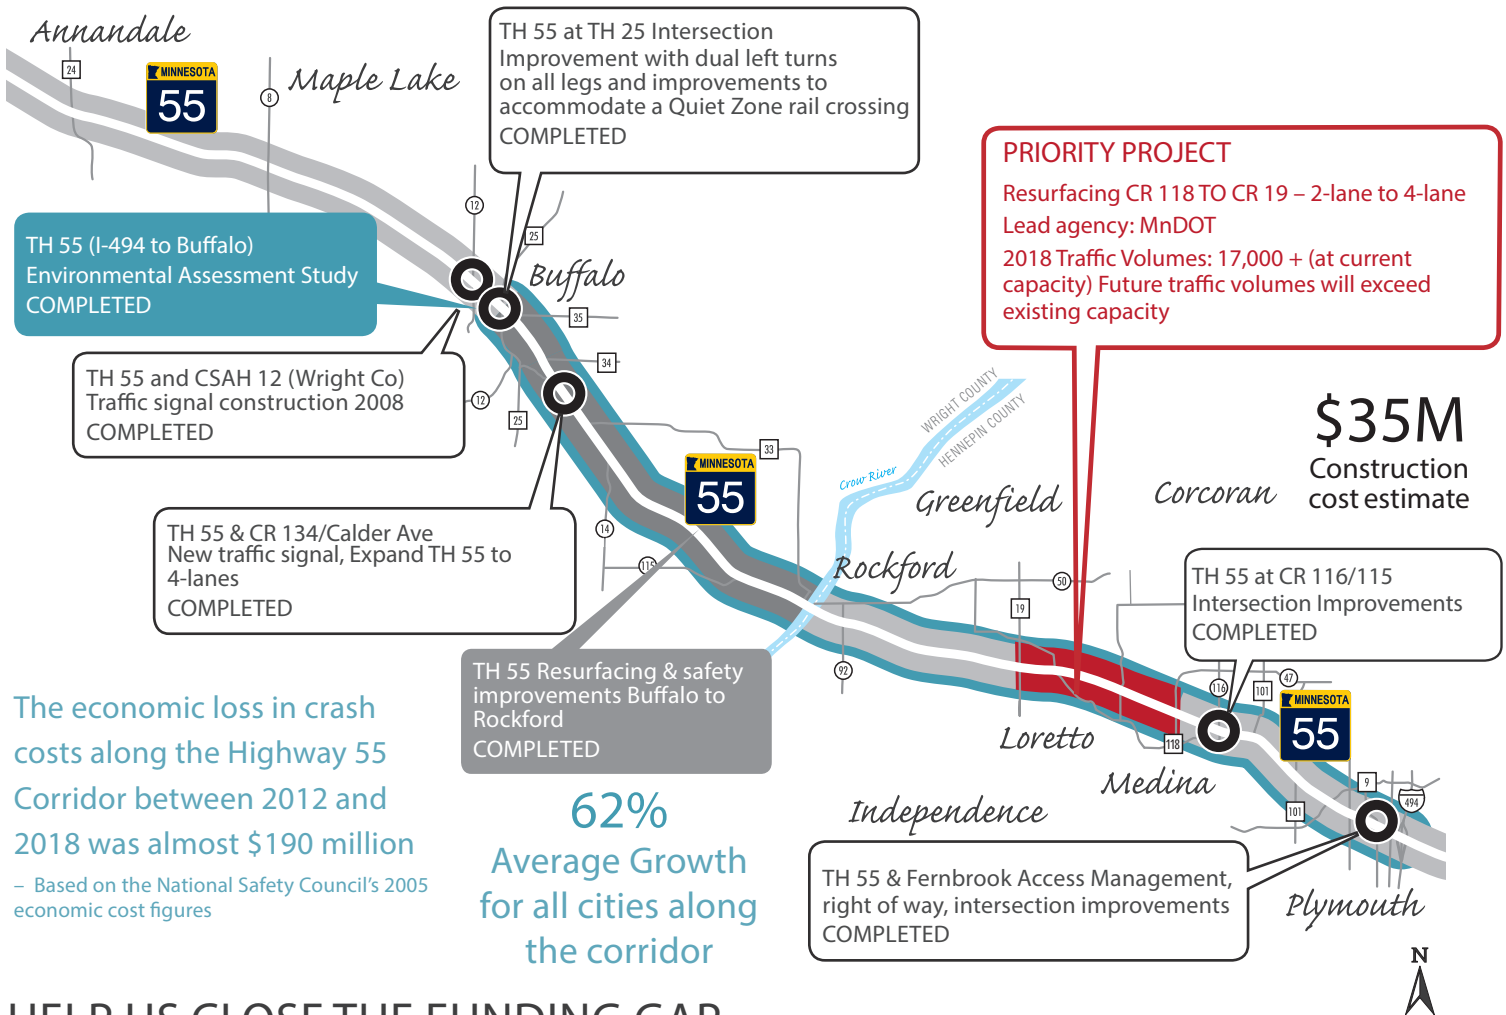 Annandale
24
MINNESOTA
55
8
Maple Lake
TH 55 at TH 25 Intersection
Improvement with dual left turns
on all legs and improvements to
accommodate a Quiet Zone rail crossing
COMPLETED
PRIORITY PROJECT
Resurfacing CR 118 TO CR 19 – 2-lane to 4-lane
Lead agency: MnDOT
2018 Traffic Volumes: 17,000 + (at current
capacity) Future traffic volumes will exceed
existing capacity
12
25
TH 55 (I-494 to Buffalo)
Environmental Assessment Study
COMPLETED
Buffalo
35
34
TH 55 and CSAH 12 (Wright Co)
Traffic signal construction 2008
COMPLETED
12
25
WRIGHT COUNTY
HENNEPIN COUNTY
$35M
Construction
cost estimate
33
MINNESOTA
55
Crow River
Greenfield
Corcoran
TH 55 & CR 134/Calder Ave
New traffic signal, Expand TH 55 to
4-lanes
COMPLETED
14
115
Rockford
50
19
TH 55 at CR 116/115
Intersection Improvements
COMPLETED
92
TH 55 Resurfacing & safety
improvements Buffalo to
Rockford
COMPLETED
47
116
101
MINNESOTA
55
The economic loss in crash
costs along the Highway 55
Corridor between 2012 and
2018 was almost $190 million
– Based on the National Safety Council’s 2005
economic cost figures
Loretto
118
Medina
9
494
101
62%
Average Growth
for all cities along
the corridor
Independence
TH 55 & Fernbrook Access Management,
right of way, intersection improvements
COMPLETED
Plymouth
N
HELP US CLOSE THE FUNDING GAP